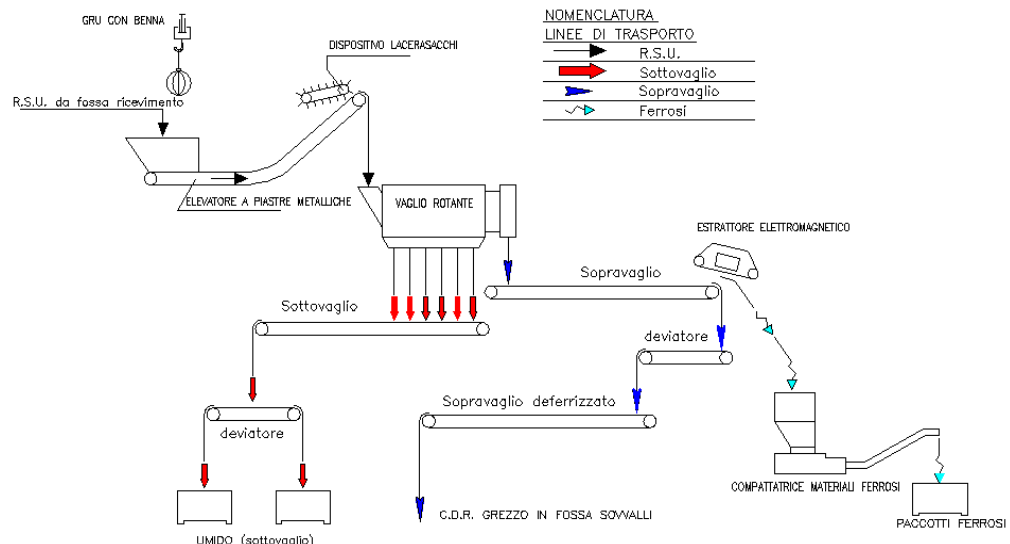 GRU CON BENNA
NOMENCLATURA
LINEE DI TRASPORTO
R.S.U.
Sottovaglio
Sopravaglio
Ferrosi
DISPOSITIVO LACERASACCHI
R.S.U. da fossa ricevimento
ELEVATORE A PIASTRE METALLICHE
VAGLIO ROTANTE
ESTRATTORE ELETTROMAGNETICO
Sopravaglio
Sottovaglio
deviatore
Sopravaglio deferrizzato
deviatore
COMPATTATRICE MATERIALI FERROSI
C.D.R. GREZZO IN FOSSA SOVVALLI
PACCOTTI FERROSI
UMIDO (sottovaglio)